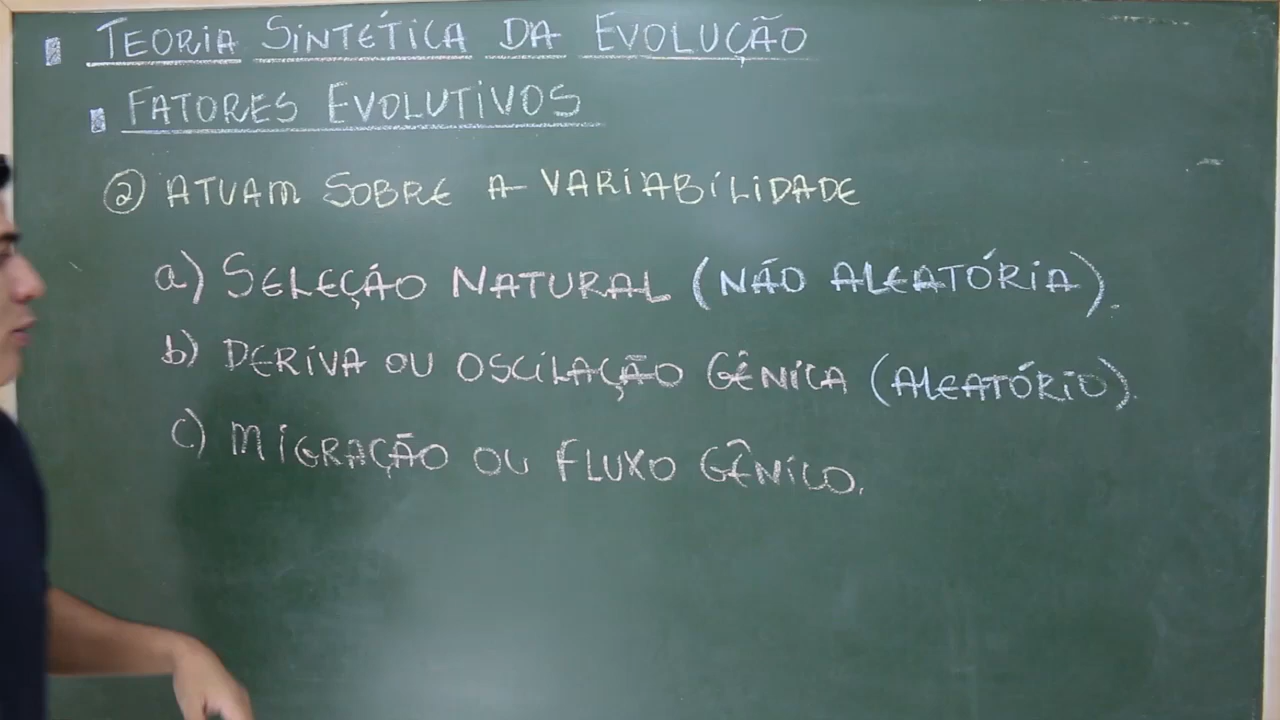 TEORIA SINTÉTICA DA EVOLUÇÃO
FATORES EVOLUTIVOS
② ATUAM SOBRE A VARIABILIDADE
a) SELEÇÃO NATURAL (NÃO ALEATÓRIA).
b) DERIVA OU OSCILAÇÃO GÊNICA (ALEATÓRIO).
c) MIGRAÇÃO OU FLUXO GÊNICO.